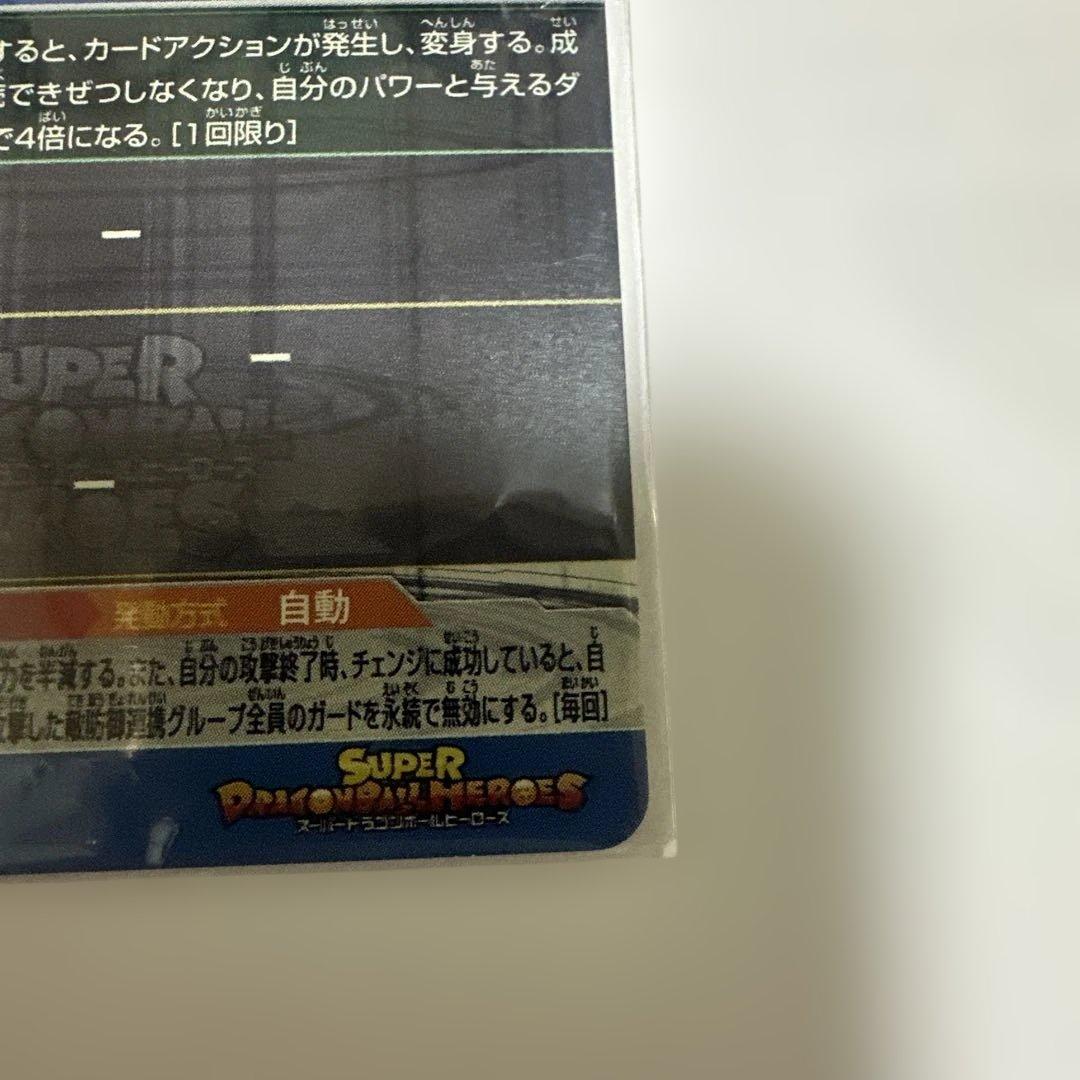 すると、カードアクションが発生し、変身する。成
できぜつしなくなり、自分のパワーと与えるダ
で4倍になる。[1回限り]
SUPER
発動方式 自動
力を半減する。また、自分の攻撃終了時、チェンジに成功していると、自
攻撃した敵防御連携グループ全員のガードを永続で無効にする。[毎回]
SUPER
DRAGONBALL HEROES
スーパードラゴンボールヒーローズ